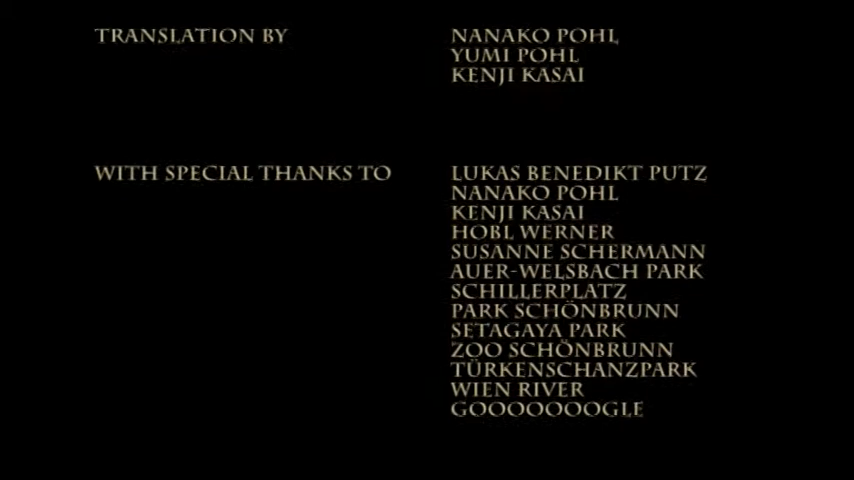 TRANSLATION BY NANAKO POHL
YUMI POHL
KENJI KASAI
WITH SPECIAL THANKS TO LUKAS BENEDIKT PUTZ
NANAKO POHL
KENJI KASAI
HOBL WERNER
SUSANNE SCHERMANN
AUER-WELSBACH PARK
SCHILLERPLATZ
PARK SCHÖNBRUNN
SETAGAYA PARK
ZOO SCHÖNBRUNN
TÜRKENSCHANZPARK
WIEN RIVER
GOOOOOOOGLE